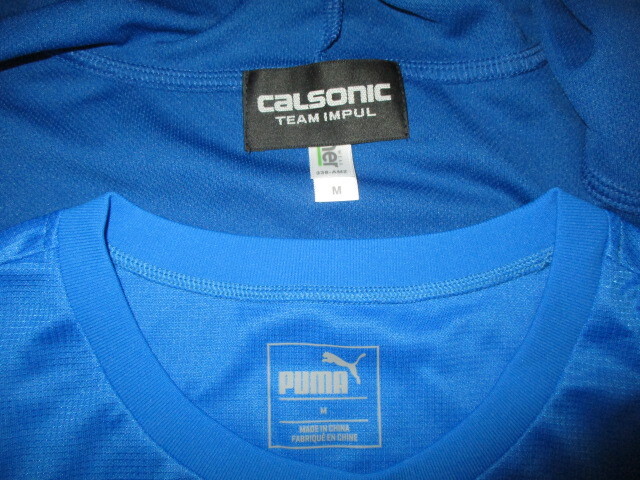 CALSONIC
TEAM IMPUL
M
PUMA
M
MADE IN CHINA
FABRIQUÉ EN CHINE